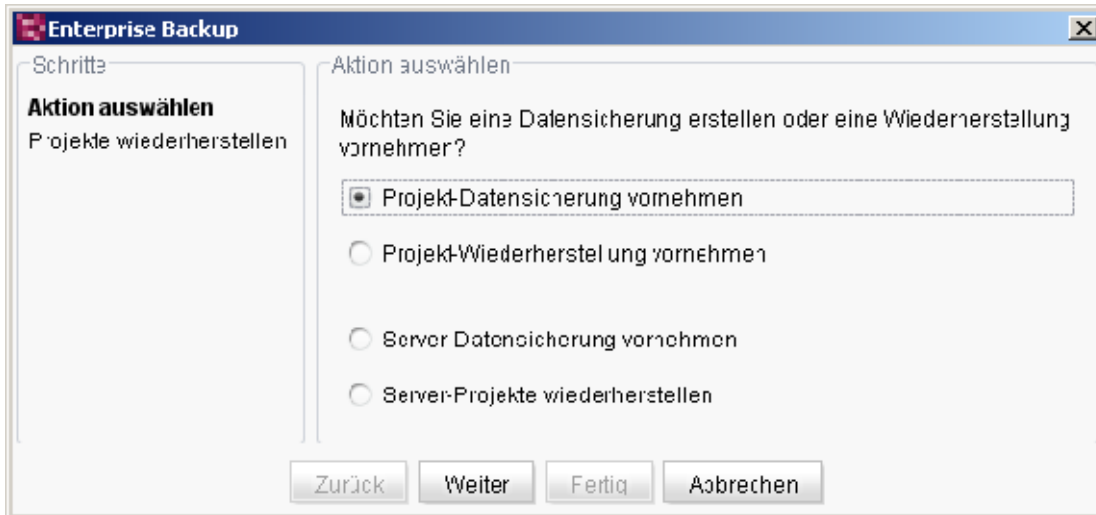 Enterprise Backup
Schritte
Aktion auswählen
Projekte wiederherstellen
Aktion auswählen
Möchten Sie eine Datensicherung erstellen oder eine Wiederherstellung
vornehmen?
Projekt-Datensicherung vornehmen
Projekt-Wiederherstellung vornehmen
Server Datensicherung vornehmen
Server-Projekte wiederherstellen
Zurück
Weiter
Fertig
Abbrechen